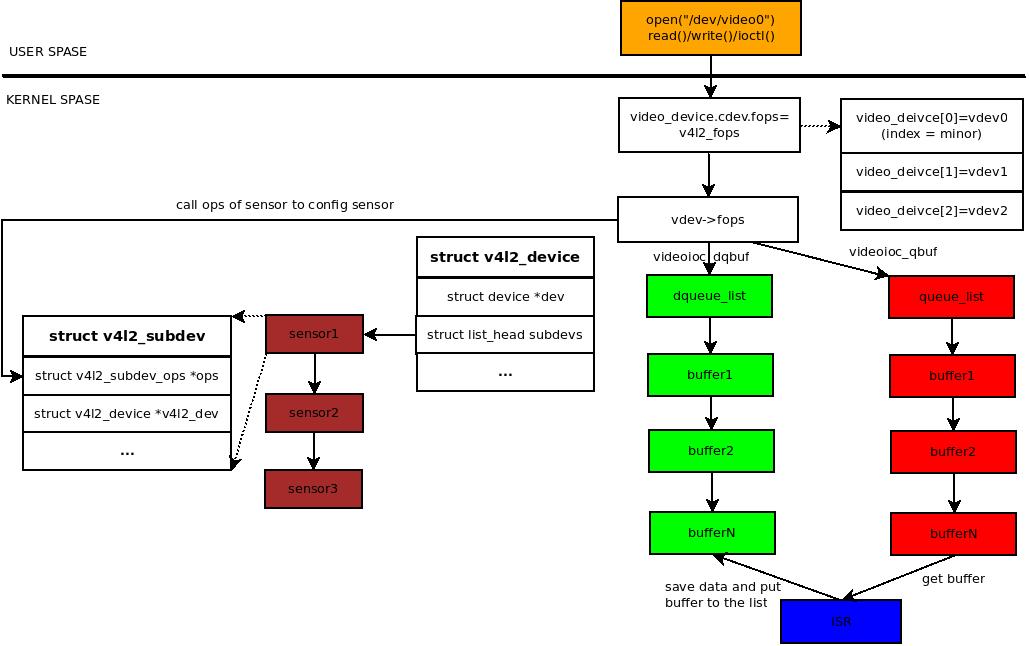 open("/dev/video0")
read()/write()/ioctl()
USER SPASE
KERNEL SPASE
video_device.cdev.fops=
v4l2_fops
video_deivce[0]=vdev0
(index = minor)
video_deivce[1]=vdev1
video_deivce[2]=vdev2
call ops of sensor to config sensor
vdev->fops
videoioc_dqbuf
videoioc_qbuf
struct v4l2_device
struct device *dev
struct list_head subdevs
...
struct v4l2_subdev
struct v4l2_subdev_ops *ops
struct v4l2_device *v4l2_dev
...
sensor1
sensor2
sensor3
dqueue_list
buffer1
buffer2
bufferN
queue_list
buffer1
buffer2
bufferN
save data and put
buffer to the list
get buffer
ISR